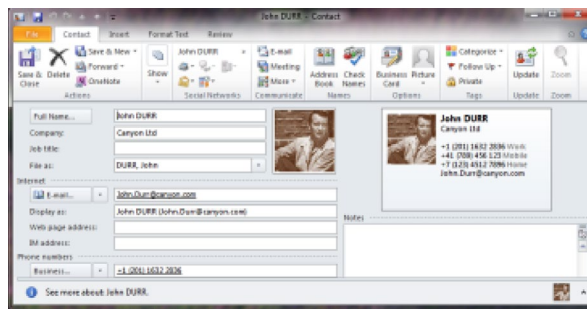 John DURR - Contact
File Contact Insert Format Text Review
Save & Close
Delete
Save & New
Forward
OneNote
Actions
Show
John DURR
Social Networks
E-mail
Meeting
More
Communicate
Address Book
Check Names
Names
Business Card
Picture
Options
Categorize
Follow Up
Private
Tags
Update
Update
Zoom
Zoom
Full Name... John DURR
Company: Canyon Ltd
Job title:
File as: DURR, John
Internet
E-mail... John.Durr@canyon.com
Display as: John DURR (John.Durr@canyon.com)
Web page address:
IM address:
Phone numbers
Business... +1 (201) 1632 2836
John DURR
Canyon Ltd
+1 (201) 1632 2836 Work
+41 (788) 456 123 Mobile
+7 (123) 4512 7896 Home
John.Durr@canyon.com
Notes
See more about: John DURR.